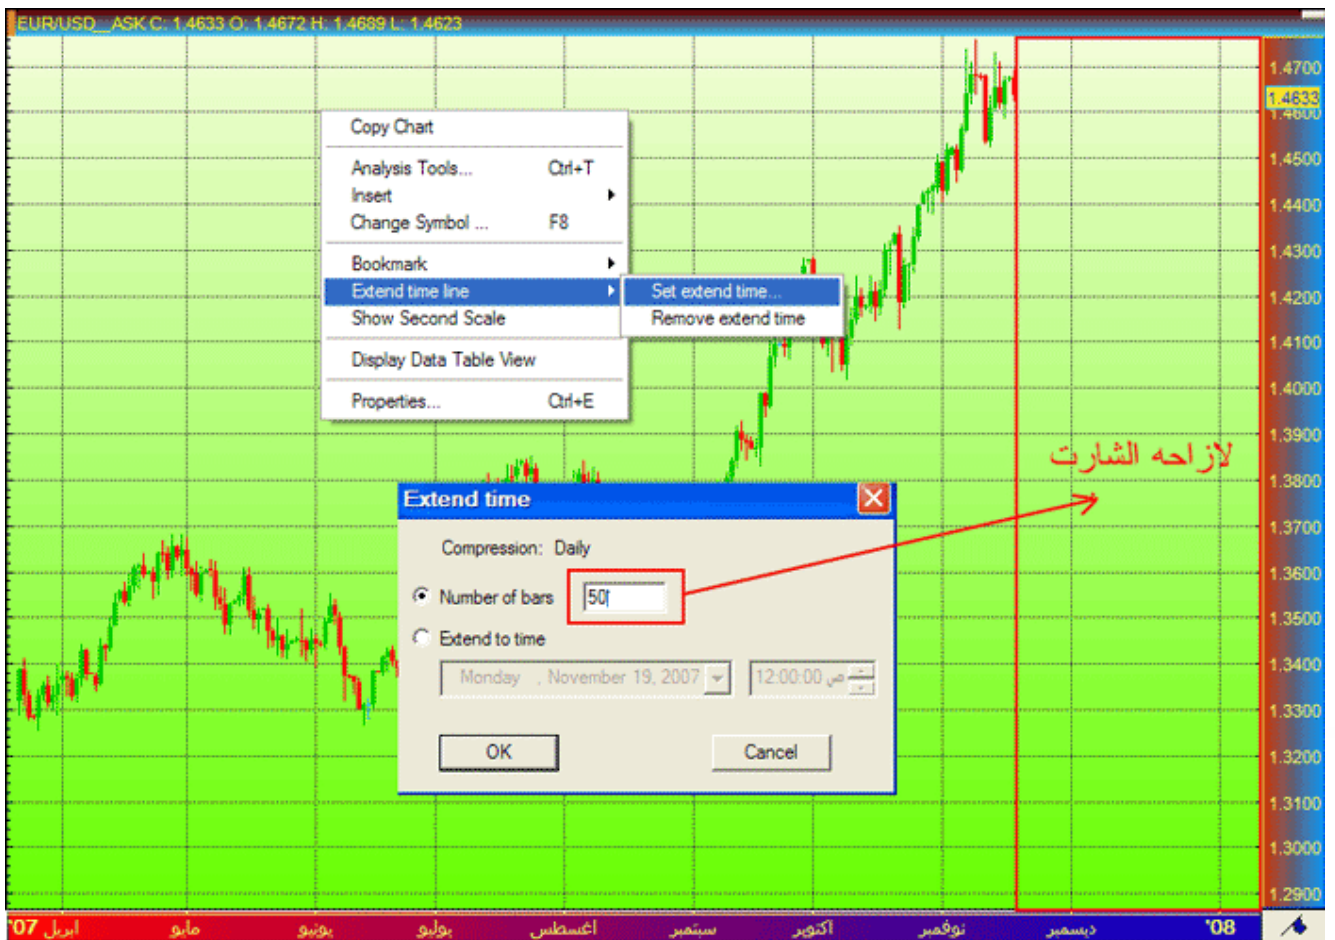 EUR/USD__ASK C: 1.4633 O: 1.4672 H: 1.4689 L: 1.4623
Copy Chart
Analysis Tools... Ctrl+T
Insert
Change Symbol ... F8
Bookmark
Extend time line
Show Second Scale
Display Data Table View
Properties... Ctrl+E
Set extend time...
Remove extend time
لازاحه الشارت
Extend time
Compression: Daily
Number of bars 50
Extend to time
Monday , November 19, 2007 12:00:00 ص
OK Cancel
1.4700
1.4633
1.4600
1.4500
1.4400
1.4300
1.4200
1.4100
1.4000
1.3900
1.3800
1.3700
1.3600
1.3500
1.3400
1.3300
1.3200
1.3100
1.3000
1.2900
'07 ابريل مايو يونيو يوليو اغسطس سبتمبر اكتوبر نوفمبر ديسمبر '08